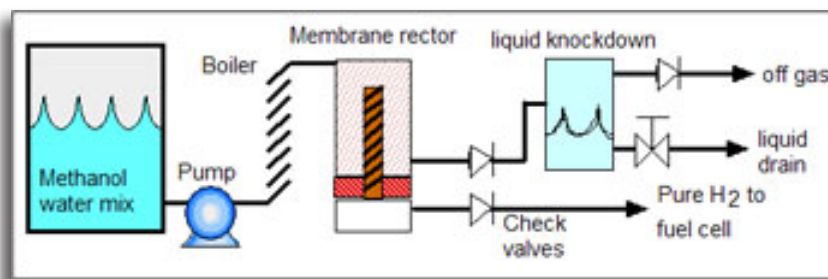 Membrane rector
liquid knockdown
Boiler
off gas
Methanol
water mix
Pump
liquid
drain
Check
valves
Pure H2 to
fuel cell